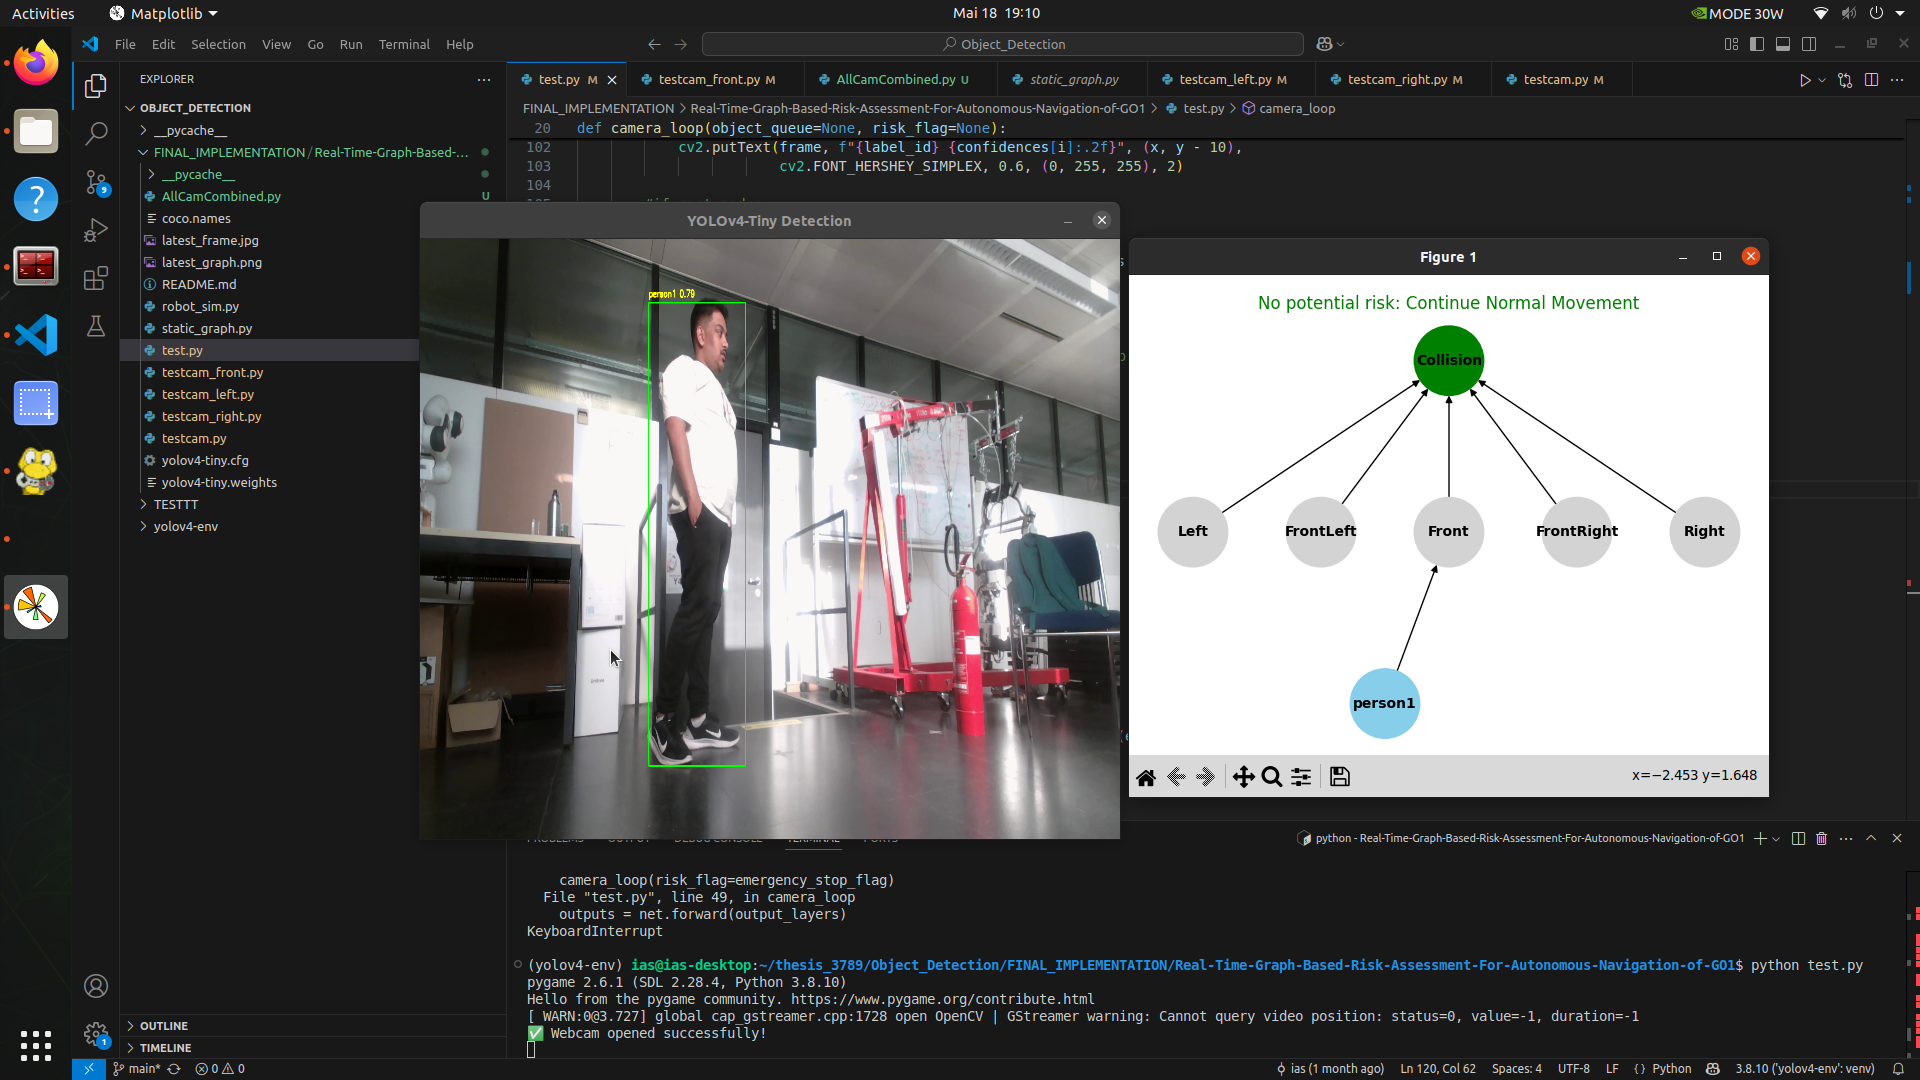 Activities
Matplotlib
Mai 18 19:10
MODE 30W
File Edit Selection View Go Run Terminal Help
Object_Detection
EXPLORER
OBJECT_DETECTION
__pycache__
FINAL_IMPLEMENTATION / Real-Time-Graph-Based-...
__pycache__
AllCamCombined.py U
coco.names
latest_frame.jpg
latest_graph.png
README.md
robot_sim.py
static_graph.py
test.py
testcam_front.py
testcam_left.py
testcam_right.py
testcam.py
yolov4-tiny.cfg
yolov4-tiny.weights
TESTTT
yolov4-env
OUTLINE
TIMELINE
9
1
test.py M
testcam_front.py M
AllCamCombined.py U
static_graph.py
testcam_left.py M
testcam_right.py M
testcam.py M
FINAL_IMPLEMENTATION > Real-Time-Graph-Based-Risk-Assessment-For-Autonomous-Navigation-of-GO1 > test.py > camera_loop
20 def camera_loop(object_queue=None, risk_flag=None):
102 cv2.putText(frame, f"{label_id} {confidences[i]:.2f}", (x, y - 10),
103 cv2.FONT_HERSHEY_SIMPLEX, 0.6, (0, 255, 255), 2)
104
YOLOv4-Tiny Detection
person1 0.79
Figure 1
No potential risk: Continue Normal Movement
Collision
Left
FrontLeft
Front
FrontRight
Right
person1
x=−2.453 y=1.648
python - Real-Time-Graph-Based-Risk-Assessment-For-Autonomous-Navigation-of-GO1
camera_loop(risk_flag=emergency_stop_flag)
File "test.py", line 49, in camera_loop
outputs = net.forward(output_layers)
KeyboardInterrupt
(yolov4-env) ias@ias-desktop:~/thesis_3789/Object_Detection/FINAL_IMPLEMENTATION/Real-Time-Graph-Based-Risk-Assessment-For-Autonomous-Navigation-of-GO1$ python test.py
pygame 2.6.1 (SDL 2.28.4, Python 3.8.10)
Hello from the pygame community. https://www.pygame.org/contribute.html
[ WARN:0@3.727] global cap_gstreamer.cpp:1728 open OpenCV | GStreamer warning: Cannot query video position: status=0, value=-1, duration=-1
✅ Webcam opened successfully!
main* 0 0
ias (1 month ago)
Ln 120, Col 62
Spaces: 4
UTF-8
LF
{ } Python
3.8.10 ('yolov4-env': venv)